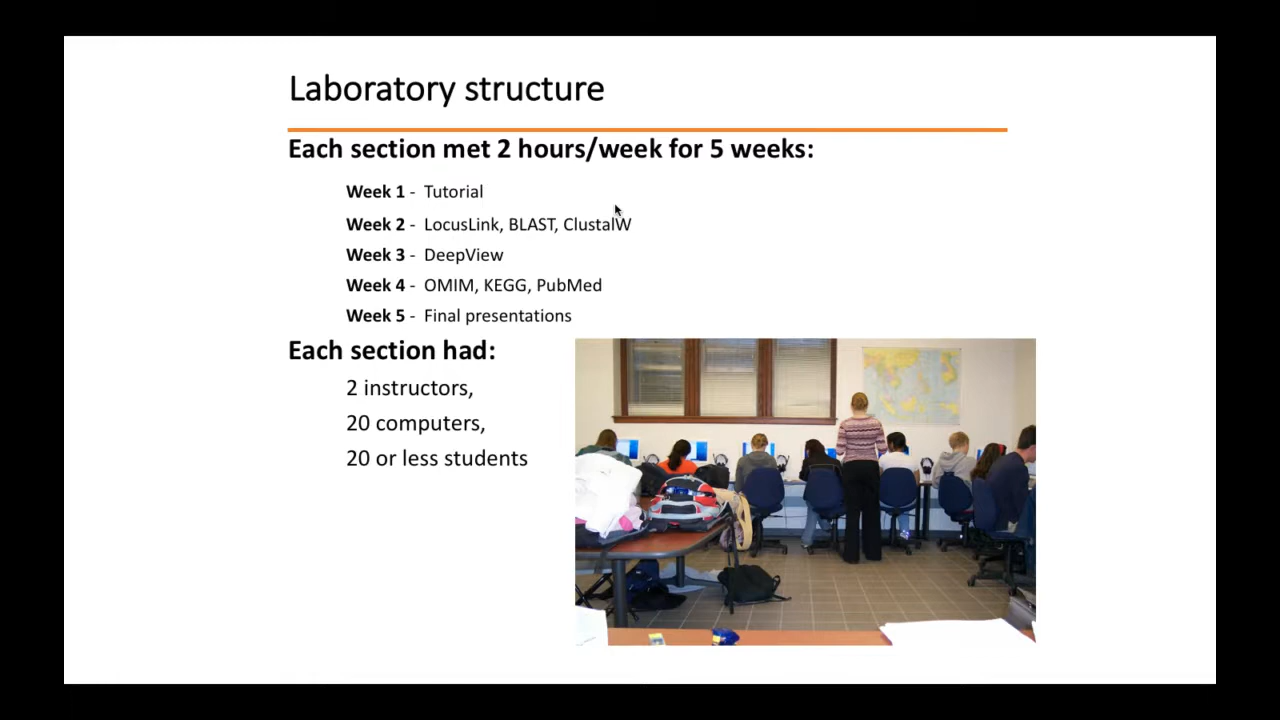 Laboratory structure
Each section met 2 hours/week for 5 weeks:
Week 1 - Tutorial
Week 2 - LocusLink, BLAST, ClustalW
Week 3 - DeepView
Week 4 - OMIM, KEGG, PubMed
Week 5 - Final presentations
Each section had:
2 instructors,
20 computers,
20 or less students